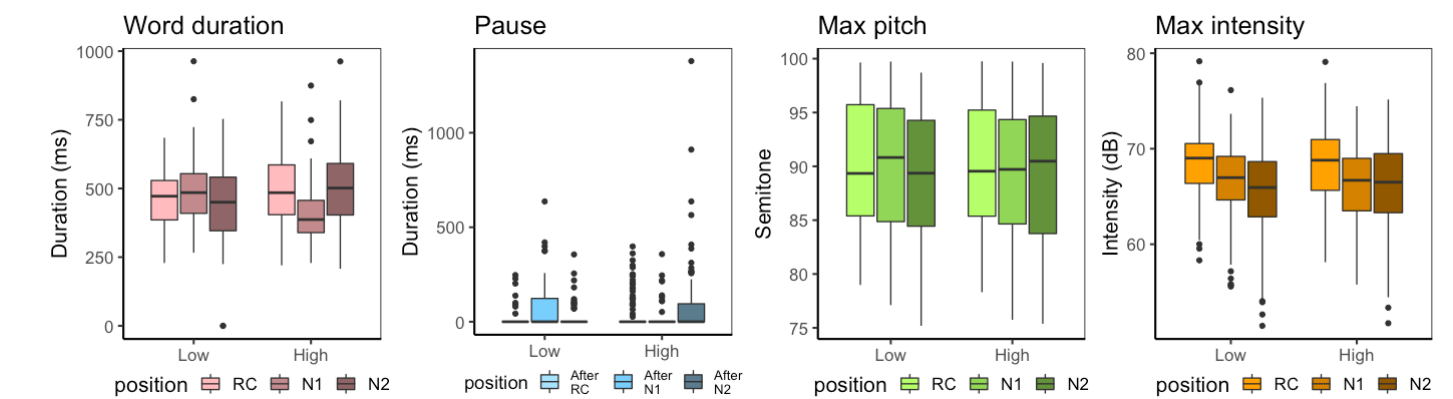 Word duration
Duration (ms)
1000
750
500
250
0
Low High
position RC N1 N2
Pause
Duration (ms)
1000
500
0
Low High
position After RC After N1 After N2
Max pitch
Semitone
100
95
90
85
80
75
Low High
position RC N1 N2
Max intensity
Intensity (dB)
80
70
60
Low High
position RC N1 N2